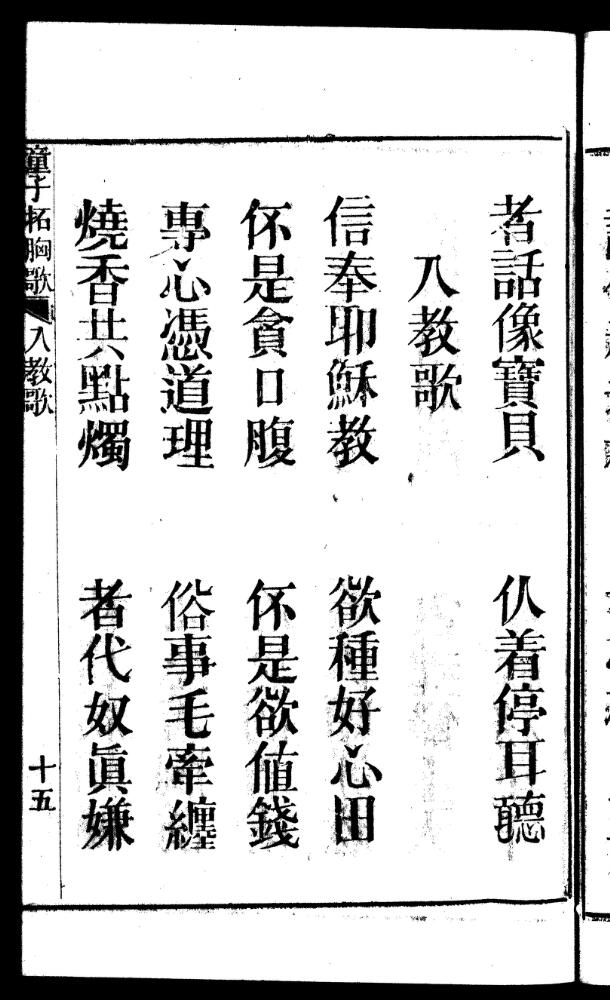 者話像寶貝 仈着停耳聽
入教歌
信奉耶穌教 欲種好心田
伓是貪口腹 伓是欲值錢
專心憑道理 俗事毛牽纏
燒香共點燭 者代奴眞嫌
童子拓胸歌 入教歌 十五